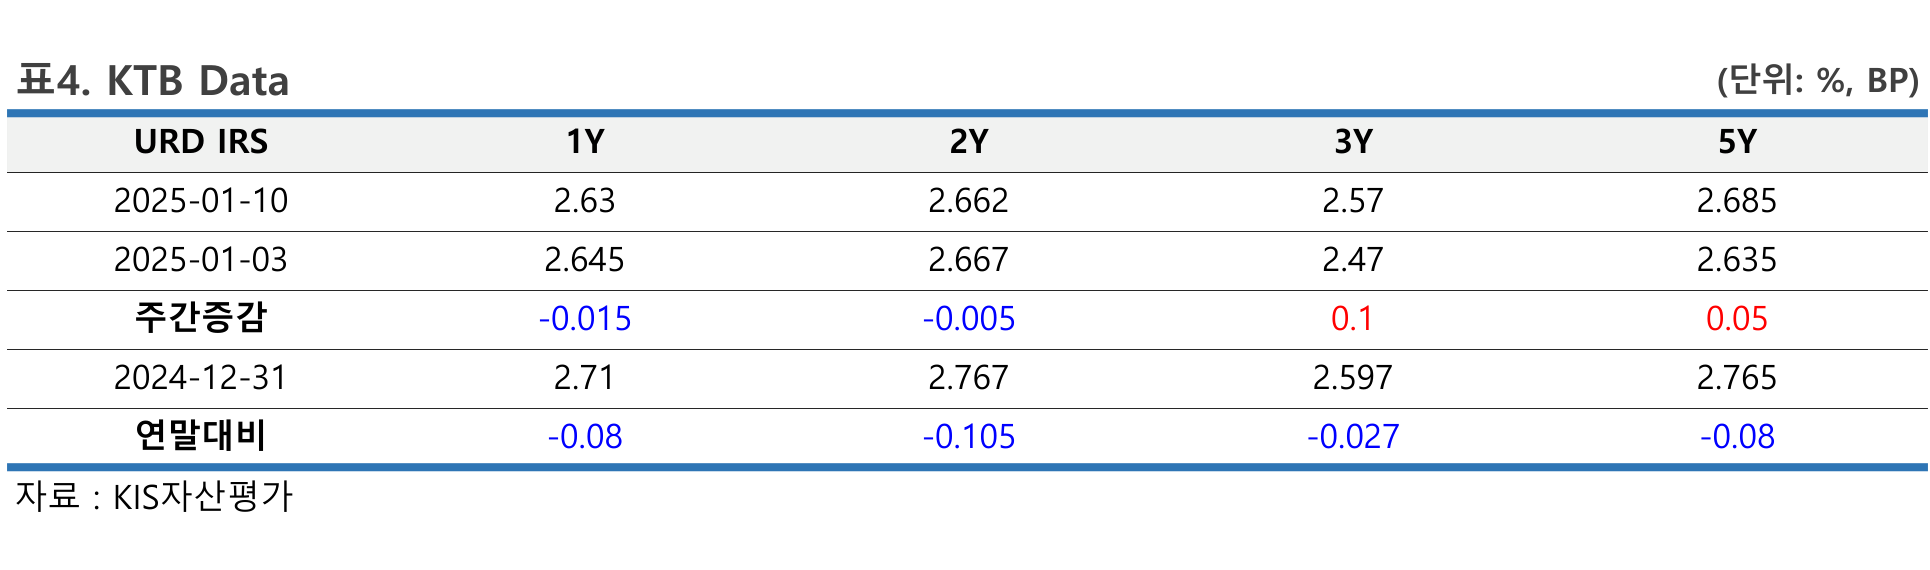 표4. KTB Data (단위: %, BP)
URD IRS 1Y 2Y 3Y 5Y
2025-01-10 2.63 2.662 2.57 2.685
2025-01-03 2.645 2.667 2.47 2.635
주간증감 -0.015 -0.005 0.1 0.05
2024-12-31 2.71 2.767 2.597 2.765
연말대비 -0.08 -0.105 -0.027 -0.08
자료 : KIS자산평가